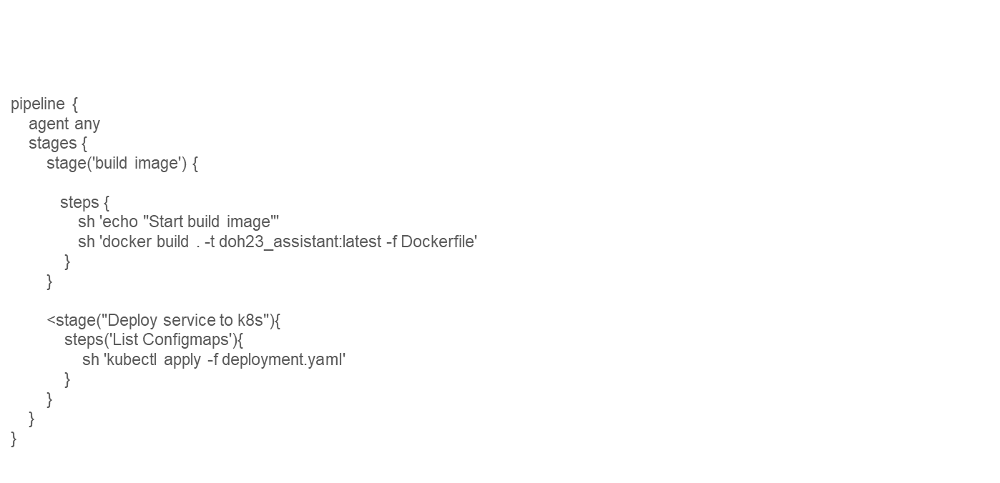 pipeline {
agent any
stages {
stage('build image') {
steps {
sh 'echo "Start build image"'
sh 'docker build . -t doh23_assistant:latest -f Dockerfile'
}
}
<stage("Deploy service to k8s"){
steps('List Configmaps'){
sh 'kubectl apply -f deployment.yaml'
}
}
}
}